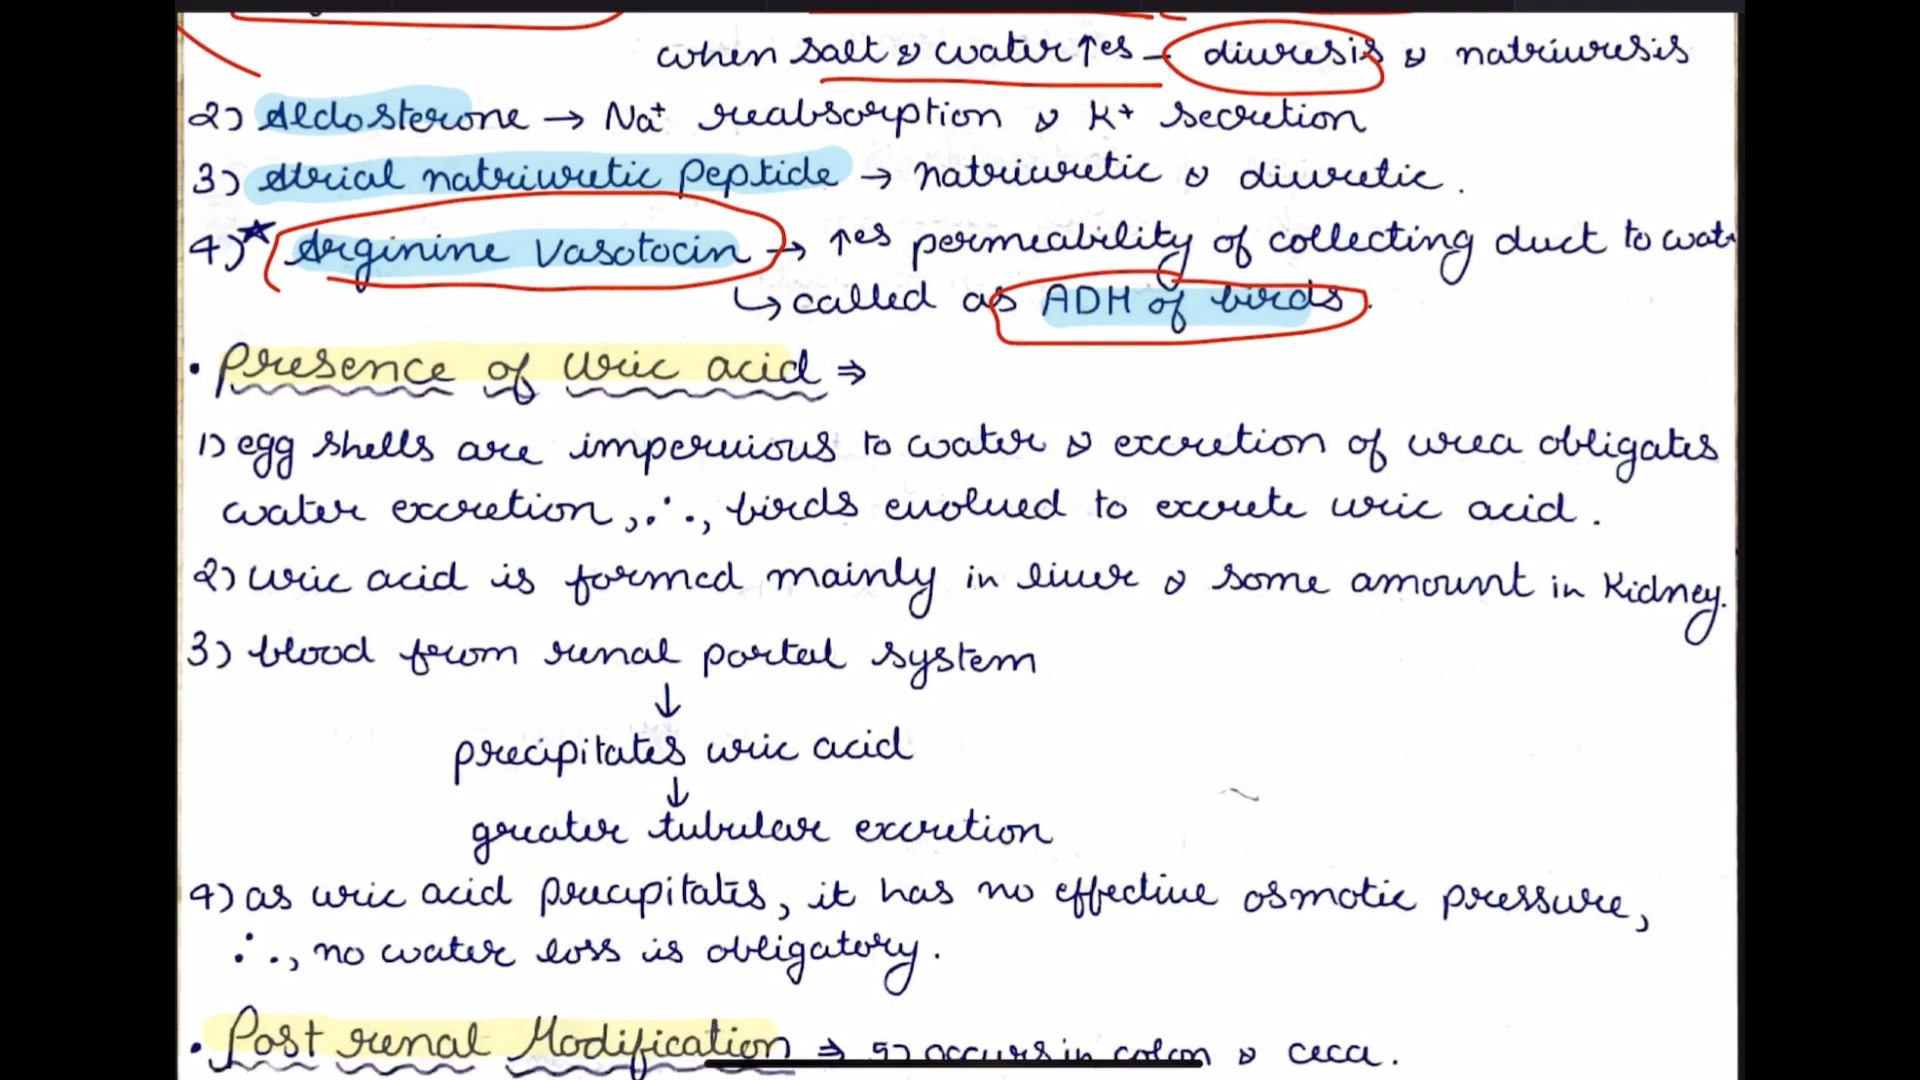 when salt & water ↑es - diuresis & natriuresis
2) Aldosterone → Na+ reabsorption & K+ secretion
3) Atrial natriuretic Peptide → natriuretic & diuretic.
4)★ Arginine Vasotocin → ↑es permeability of collecting duct to wat
↳ called as ADH of birds.
• Presence of Uric acid ⇒
1) egg shells are impervious to water & excretion of urea obligates
water excretion, ∴, birds evolved to excrete uric acid.
2) Uric acid is formed mainly in liver & some amount in Kidney.
3) blood from renal portal system
↓
precipitates uric acid
↓
greater tubular excretion
4) as uric acid precipitates, it has no effective osmotic pressure,
∴, no water loss is obligatory.
• Post renal Modification ⇒ 5) occurs in colon & ceca.